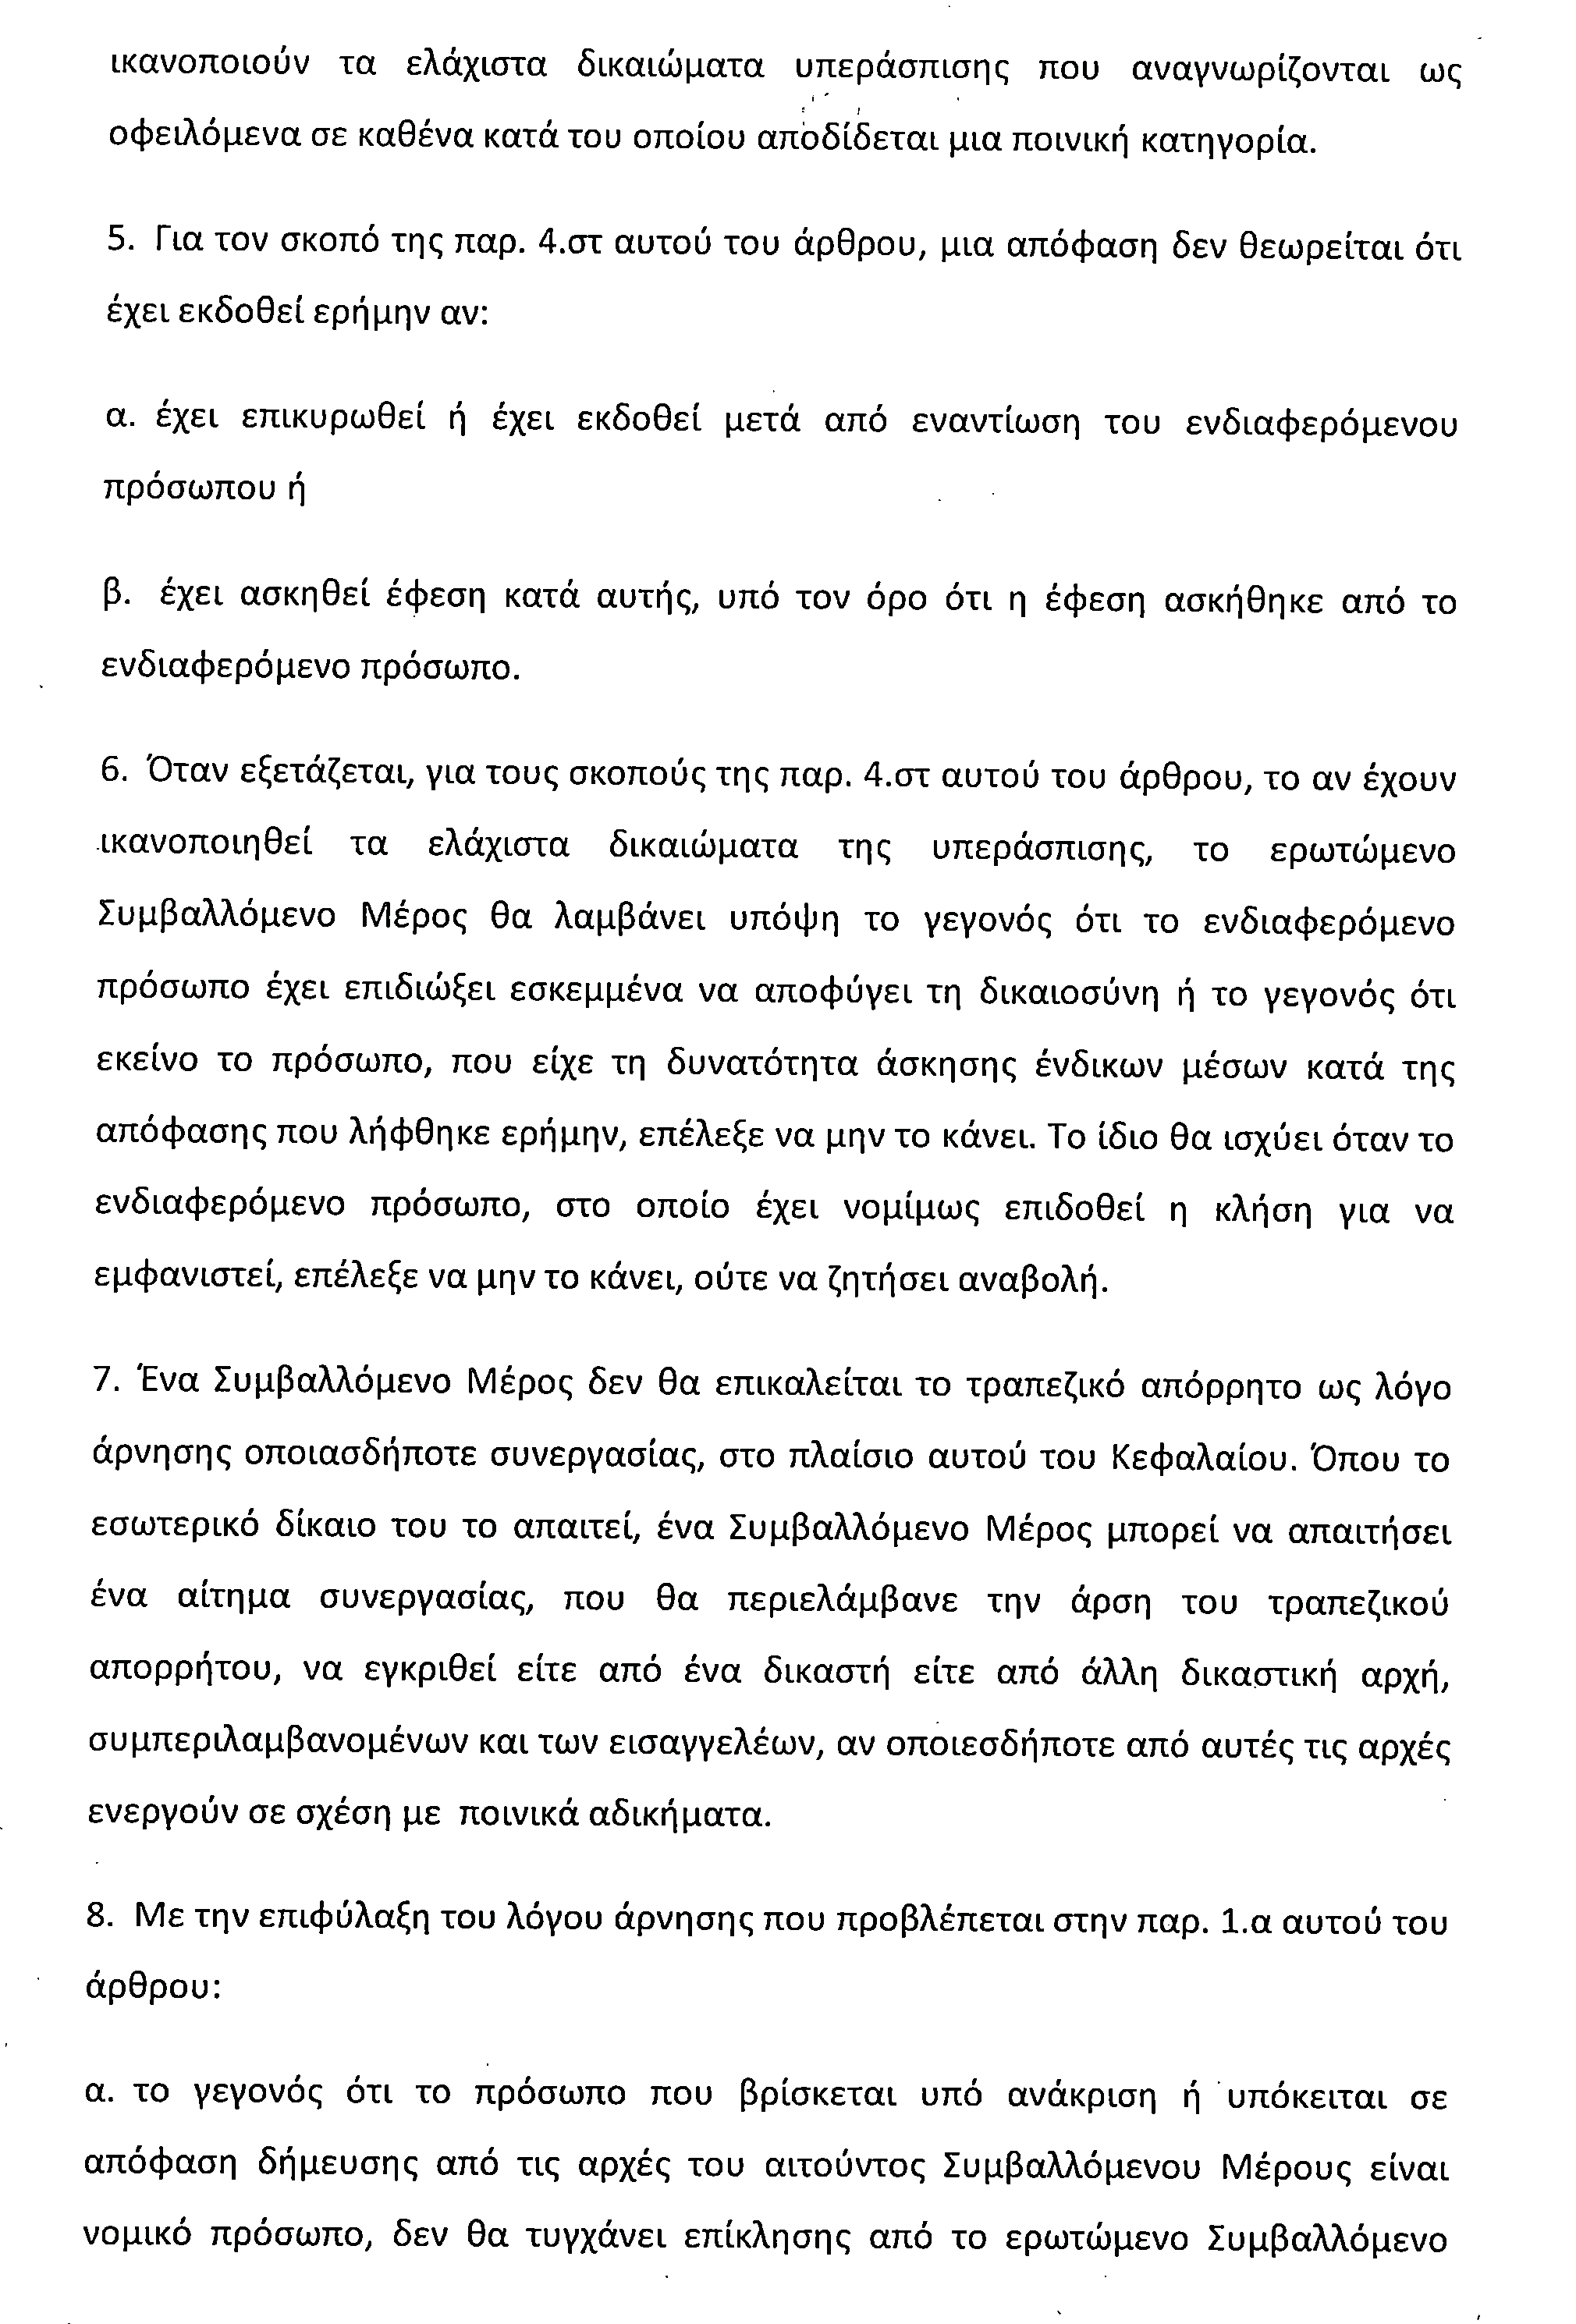 ικανοποιούν τα ελάχιστα δικαιώματα υπεράσπισης που αναγνωρίζονται ως
οφειλόμενα σε καθένα κατά του οποίου αποδίδεται μια ποινική κατηγορία.
5. Για τον σκοπό της παρ. 4.στ αυτού του άρθρου, μια απόφαση δεν θεωρείται ότι
έχει εκδοθεί ερήμην αν:
α. έχει επικυρωθεί ή έχει εκδοθεί μετά από εναντίωση του ενδιαφερόμενου
πρόσωπου ή
β. έχει ασκηθεί έφεση κατά αυτής, υπό τον όρο ότι η έφεση ασκήθηκε από το
ενδιαφερόμενο πρόσωπο.
6. Όταν εξετάζεται, για τους σκοπούς της παρ. 4.στ αυτού του άρθρου, το αν έχουν
ικανοποιηθεί τα ελάχιστα δικαιώματα της υπεράσπισης, το ερωτώμενο
Συμβαλλόμενο Μέρος θα λαμβάνει υπόψη το γεγονός ότι το ενδιαφερόμενο
πρόσωπο έχει επιδιώξει εσκεμμένα να αποφύγει τη δικαιοσύνη ή το γεγονός ότι
εκείνο το πρόσωπο, που είχε τη δυνατότητα άσκησης ένδικων μέσων κατά της
απόφασης που λήφθηκε ερήμην, επέλεξε να μην το κάνει. Το ίδιο θα ισχύει όταν το
ενδιαφερόμενο πρόσωπο, στο οποίο έχει νομίμως επιδοθεί η κλήση για να
εμφανιστεί, επέλεξε να μην το κάνει, ούτε να ζητήσει αναβολή.
7. Ένα Συμβαλλόμενο Μέρος δεν θα επικαλείται το τραπεζικό απόρρητο ως λόγο
άρνησης οποιασδήποτε συνεργασίας, στο πλαίσιο αυτού του Κεφαλαίου. Όπου το
εσωτερικό δίκαιο του το απαιτεί, ένα Συμβαλλόμενο Μέρος μπορεί να απαιτήσει
ένα αίτημα συνεργασίας, που θα περιελάμβανε την άρση του τραπεζικού
απορρήτου, να εγκριθεί είτε από ένα δικαστή είτε από άλλη δικαστική αρχή,
συμπεριλαμβανομένων και των εισαγγελέων, αν οποιεσδήποτε από αυτές τις αρχές
ενεργούν σε σχέση με ποινικά αδικήματα.
8. Με την επιφύλαξη του λόγου άρνησης που προβλέπεται στην παρ. 1.α αυτού του
άρθρου:
α. το γεγονός ότι το πρόσωπο που βρίσκεται υπό ανάκριση ή υπόκειται σε
απόφαση δήμευσης από τις αρχές του αιτούντος Συμβαλλόμενου Μέρους είναι
νομικό πρόσωπο, δεν θα τυγχάνει επίκλησης από το ερωτώμενο Συμβαλλόμενο